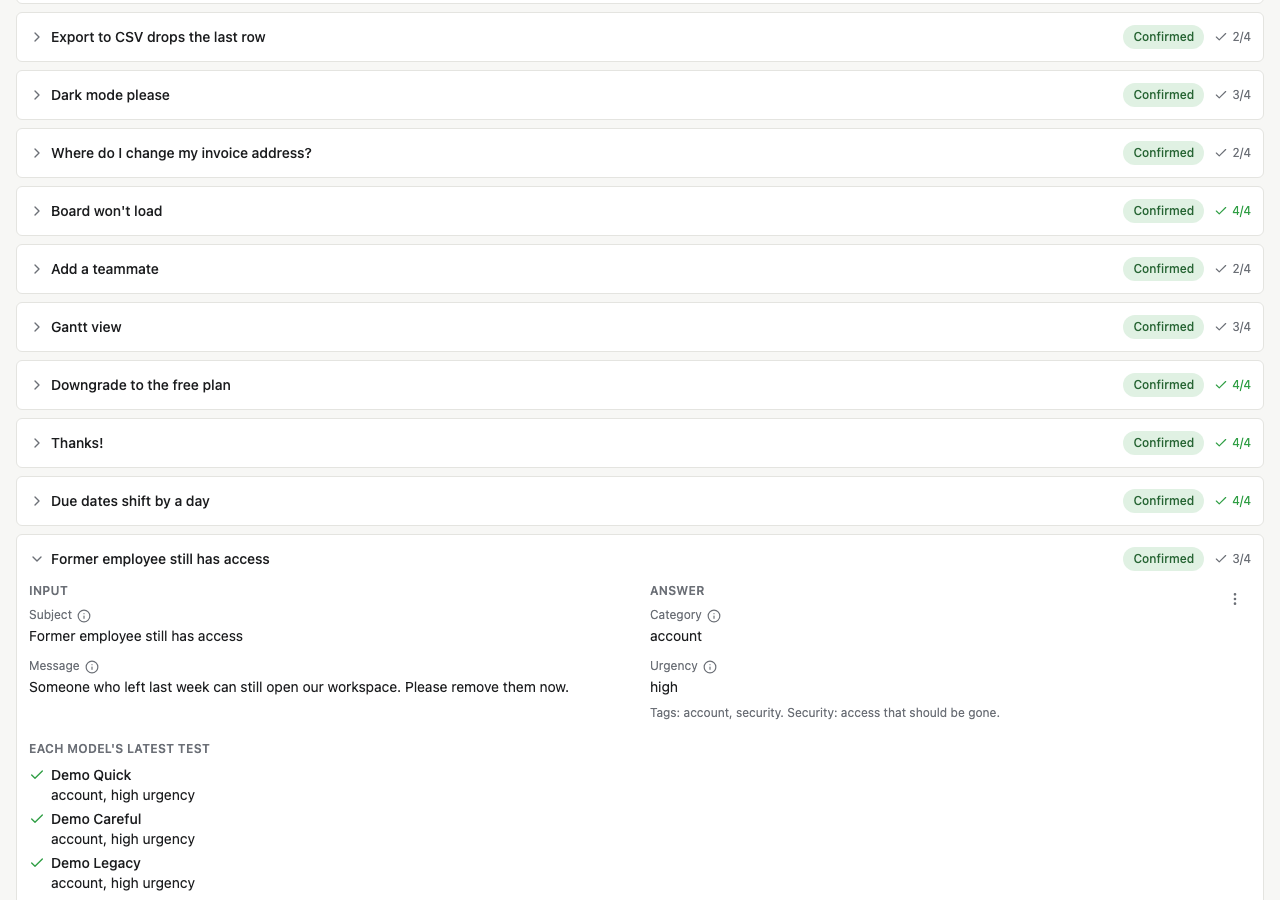 Export to CSV drops the last row Confirmed 2/4
Dark mode please Confirmed 3/4
Where do I change my invoice address? Confirmed 2/4
Board won't load Confirmed 4/4
Add a teammate Confirmed 2/4
Gantt view Confirmed 3/4
Downgrade to the free plan Confirmed 4/4
Thanks! Confirmed 4/4
Due dates shift by a day Confirmed 4/4
Former employee still has access Confirmed 3/4
INPUT
Subject
Former employee still has access
Message
Someone who left last week can still open our workspace. Please remove them now.
ANSWER
Category
account
Urgency
high
Tags: account, security. Security: access that should be gone.
EACH MODEL'S LATEST TEST
Demo Quick
account, high urgency
Demo Careful
account, high urgency
Demo Legacy
account, high urgency